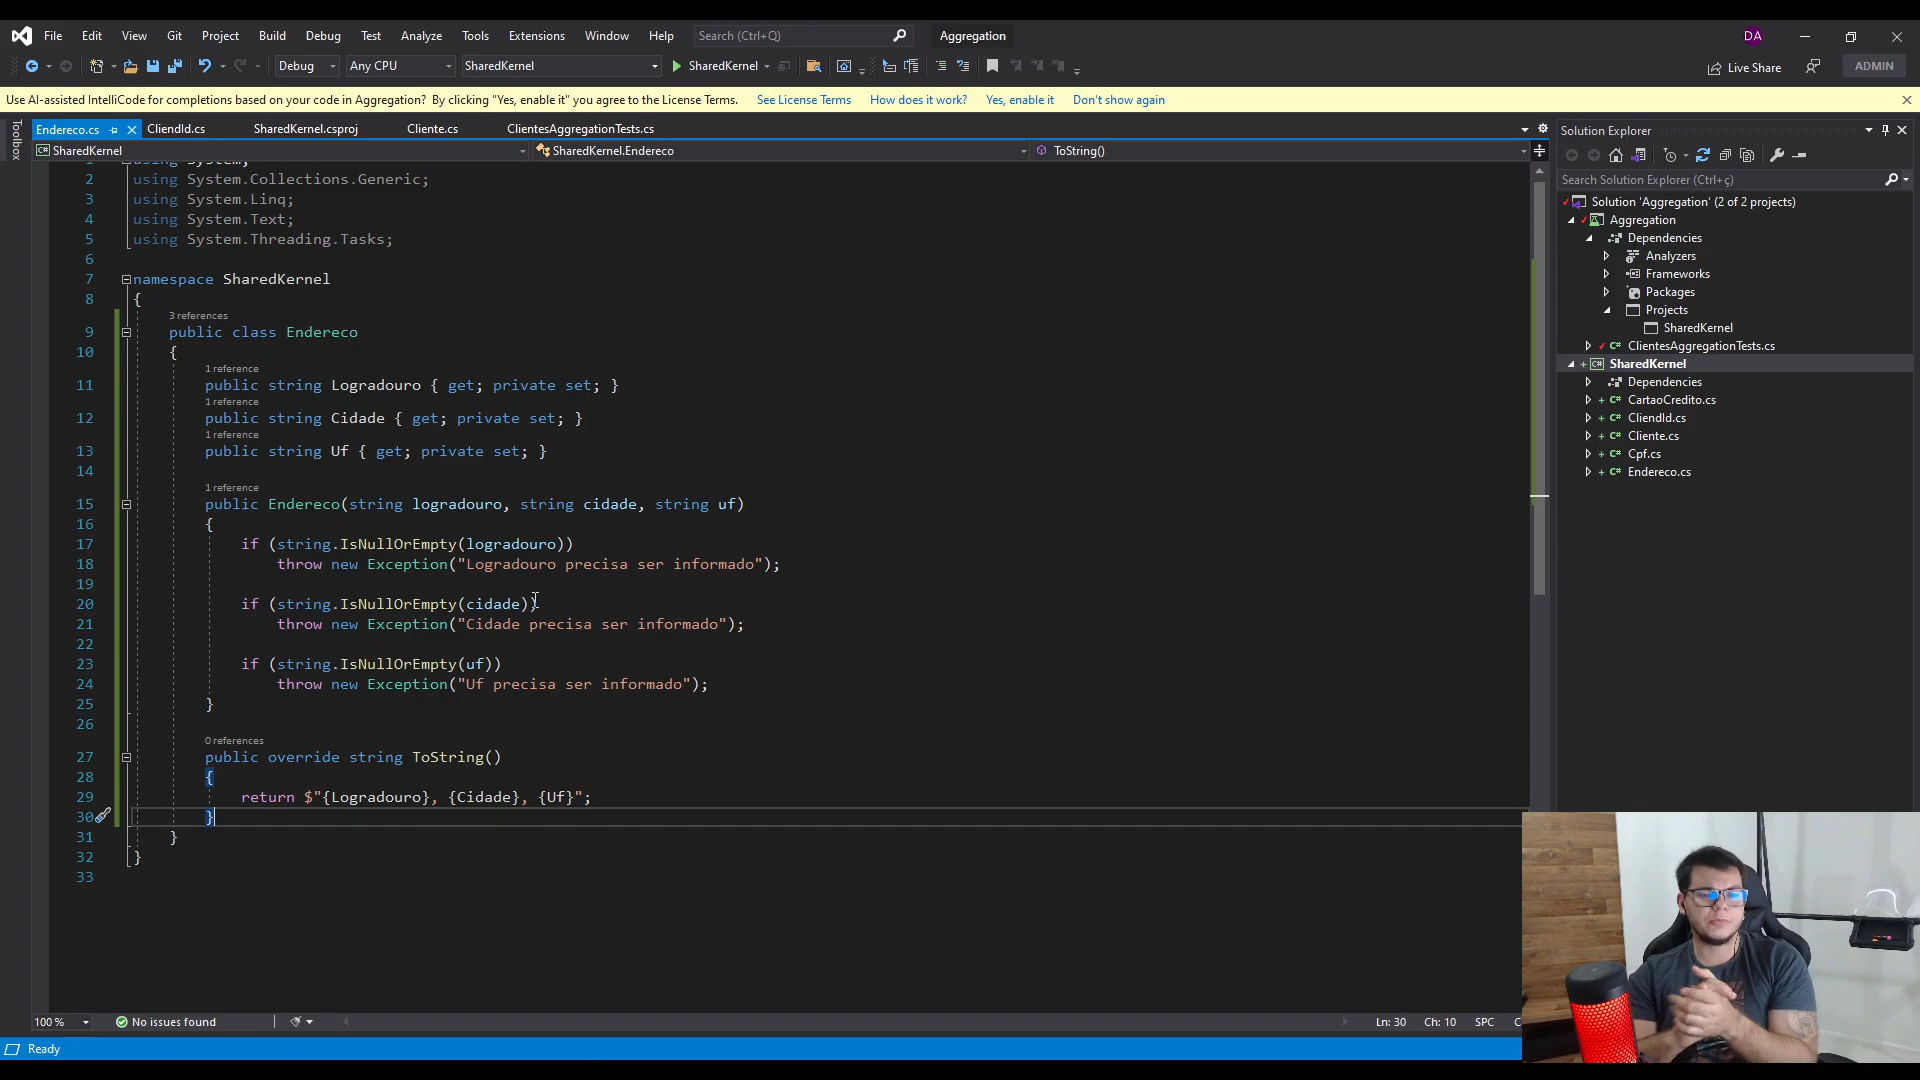 File Edit View Git Project Build Debug Test Analyze Tools Extensions Window Help Search (Ctrl+Q) Aggregation DA
Debug Any CPU SharedKernel SharedKernel Live Share ADMIN
Use AI-assisted IntelliCode for completions based on your code in Aggregation? By clicking "Yes, enable it" you agree to the License Terms. See License Terms How does it work? Yes, enable it Don't show again
Toolbox
Endereco.cs CliendId.cs SharedKernel.csproj Cliente.cs ClientesAggregationTests.cs
SharedKernel SharedKernel.Endereco ToString()
1 using System;
2 using System.Collections.Generic;
3 using System.Linq;
4 using System.Text;
5 using System.Threading.Tasks;
6
7 namespace SharedKernel
8 {
3 references
9 public class Endereco
10 {
1 reference
11 public string Logradouro { get; private set; }
1 reference
12 public string Cidade { get; private set; }
1 reference
13 public string Uf { get; private set; }
14
1 reference
15 public Endereco(string logradouro, string cidade, string uf)
16 {
17 if (string.IsNullOrEmpty(logradouro))
18 throw new Exception("Logradouro precisa ser informado");
19
20 if (string.IsNullOrEmpty(cidade))
21 throw new Exception("Cidade precisa ser informado");
22
23 if (string.IsNullOrEmpty(uf))
24 throw new Exception("Uf precisa ser informado");
25 }
26
0 references
27 public override string ToString()
28 {
29 return $"{Logradouro}, {Cidade}, {Uf}";
30 }
31 }
32 }
33
100 % No issues found Ln: 30 Ch: 10 SPC
Ready
Solution Explorer
Search Solution Explorer (Ctrl+ç)
Solution 'Aggregation' (2 of 2 projects)
Aggregation
Dependencies
Analyzers
Frameworks
Packages
Projects
SharedKernel
ClientesAggregationTests.cs
SharedKernel
Dependencies
CartaoCredito.cs
CliendId.cs
Cliente.cs
Cpf.cs
Endereco.cs